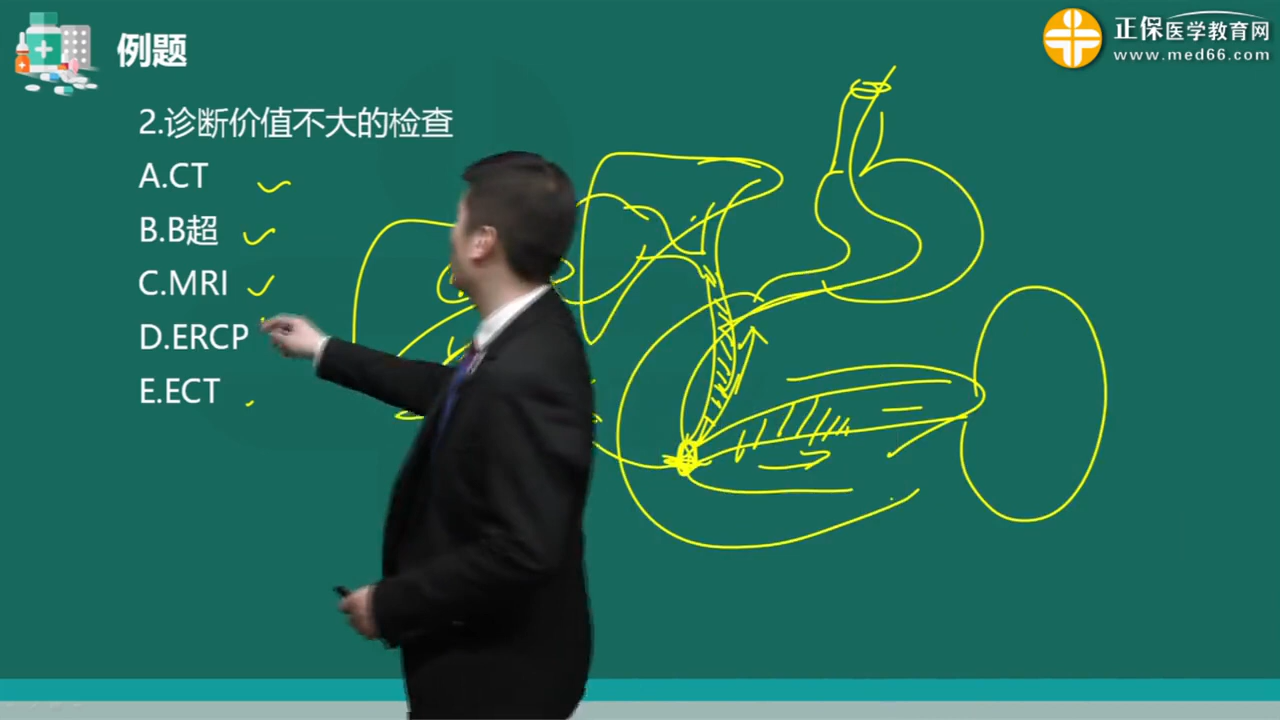 例题
正保医学教育网
www.med66.com
2.诊断价值不大的检查
A.CT
B.B超
C.MRI
D.ERCP
E.ECT